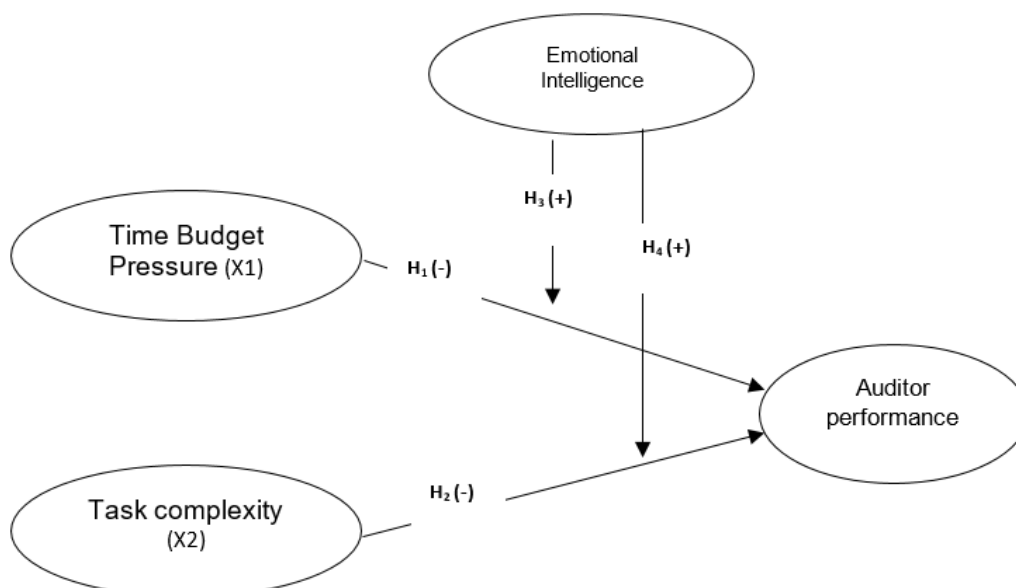 Emotional
Intelligence
H₃ (+)
Time Budget
Pressure (X1)
H₄ (+)
H₁ (-)
Auditor
performance
H₂ (-)
Task complexity
(X2)